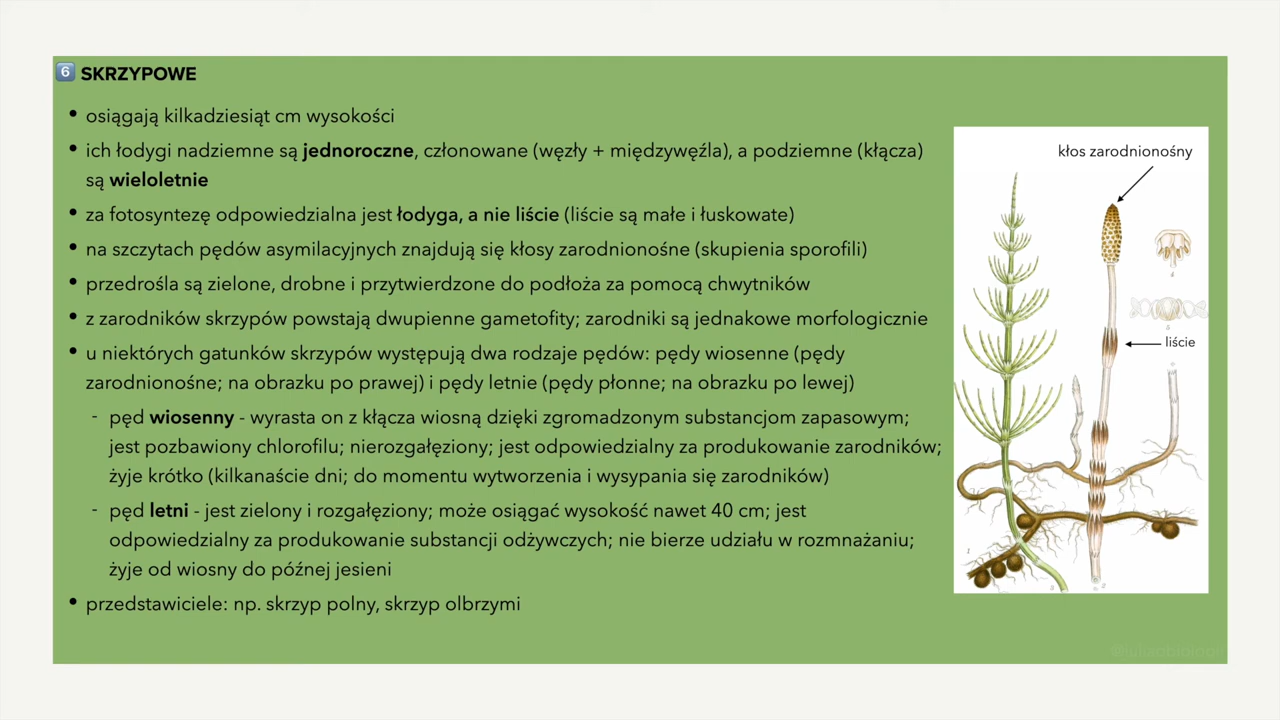 6 SKRZYPOWE
• osiągają kilkadziesiąt cm wysokości
• ich łodygi nadziemne są jednoroczne, członowane (węzły + międzywęźla), a podziemne (kłącza)
są wieloletnie
• za fotosyntezę odpowiedzialna jest łodyga, a nie liście (liście są małe i łuskowate)
• na szczytach pędów asymilacyjnych znajdują się kłosy zarodnionośne (skupienia sporofili)
• przedrośla są zielone, drobne i przytwierdzone do podłoża za pomocą chwytników
• z zarodników skrzypów powstają dwupienne gametofity; zarodniki są jednakowe morfologicznie
• u niektórych gatunków skrzypów występują dwa rodzaje pędów: pędy wiosenne (pędy
zarodnionośne; na obrazku po prawej) i pędy letnie (pędy płonne; na obrazku po lewej)
- pęd wiosenny - wyrasta on z kłącza wiosną dzięki zgromadzonym substancjom zapasowym;
jest pozbawiony chlorofilu; nierozgałęziony; jest odpowiedzialny za produkowanie zarodników;
żyje krótko (kilkanaście dni; do momentu wytworzenia i wysypania się zarodników)
- pęd letni - jest zielony i rozgałęziony; może osiągać wysokość nawet 40 cm; jest
odpowiedzialny za produkowanie substancji odżywczych; nie bierze udziału w rozmnażaniu;
żyje od wiosny do późnej jesieni
• przedstawiciele: np. skrzyp polny, skrzyp olbrzymi
kłos zarodnionośny
liście